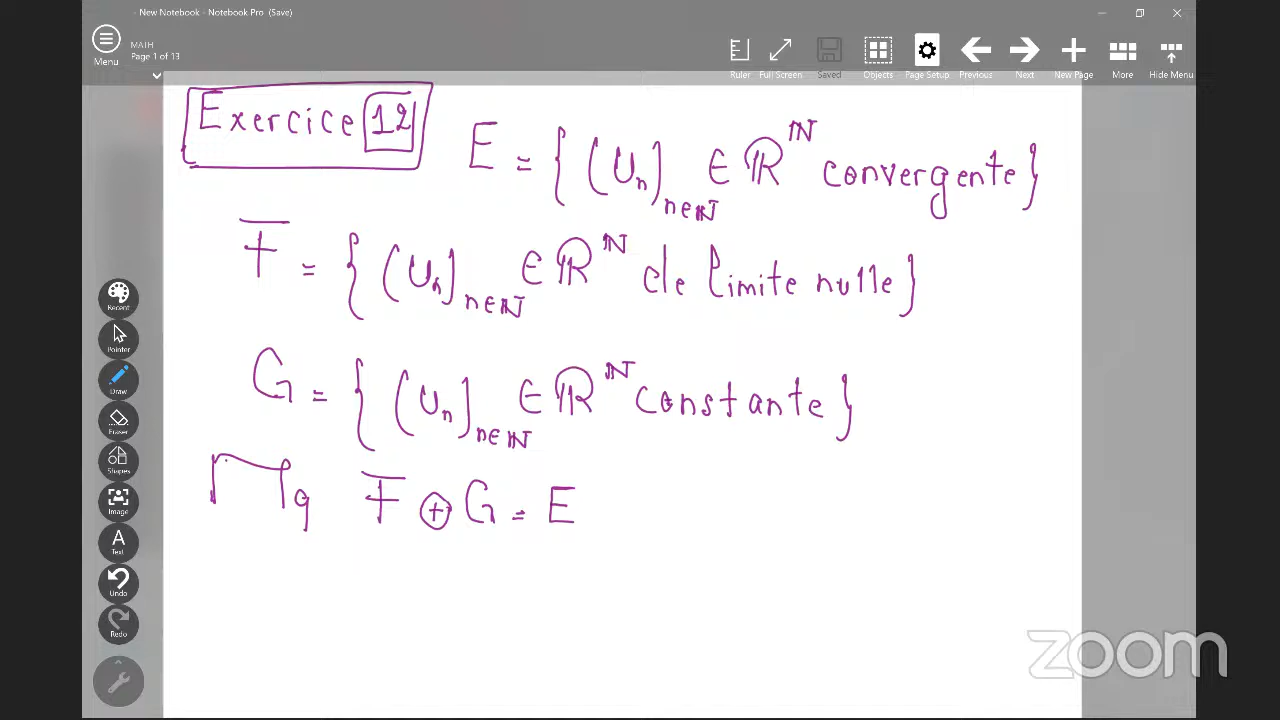 New Notebook - Notebook Pro (Save)
Menu
MATH
Page 1 of 13
Ruler
Full Screen
Saved
Objects
Page Setup
Previous
Next
New Page
More
Hide Menu
Exercice 12
E = { (Uₙ)ₙ∈ℕ ∈ ℝ^ℕ convergente }
F = { (Uₙ)ₙ∈ℕ ∈ ℝ^ℕ de limite nulle }
G = { (Uₙ)ₙ∈ℕ ∈ ℝ^ℕ constante }
Mq F ⊕ G = E
Recent
Pointer
Draw
Eraser
Shapes
Image
A
Text
Undo
Redo
zoom